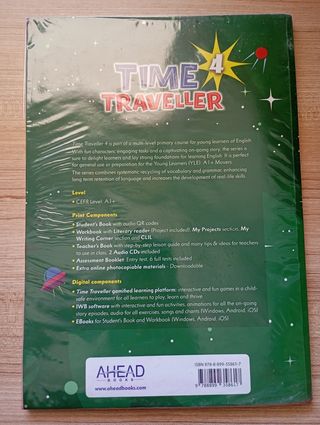 TIME 4
TRAVELLER
Time Traveller 4 is part of a multi-level primary course for young learners of English.
With fun characters, engaging tasks and a captivating on-going story, the series is
sure to delight learners and lay strong foundations for learning English. It is perfect
for general use or preparation for the Young Learners (YLE): A1+ Movers.
The series combines systematic recycling of vocabulary and grammar, enhancing
long term retention of language and increases the development of real life skills.
Level
• CEFR Level: A1+
Print Components
• Student's Book with audio QR codes
• Workbook with Literary reader (Project included), My Projects section, My
Writing Corner section and CLIL
• Teacher's Book with step-by-step lesson guide and many tips & ideas for teachers
to use in class: 2 Audio CDs included
• Assessment Booklet: Entry test, 6 full tests included
• Extra online photocopiable materials - Downloadable
Digital components
• Time Traveller gamified learning platform: interactive and fun games in a child-
safe environment for all learners to play, learn and thrive
• IWB software with interactive and fun activities, animations for all the on-going
story episodes, audio for all exercises, songs and chants (Windows, Android, iOS)
• EBooks for Student's Book and Workbook (Windows, Android, iOS)
AHEAD
BOOKS
www.aheadbooks.com
ISBN 978-8-899-35861-7
9 788899 358617